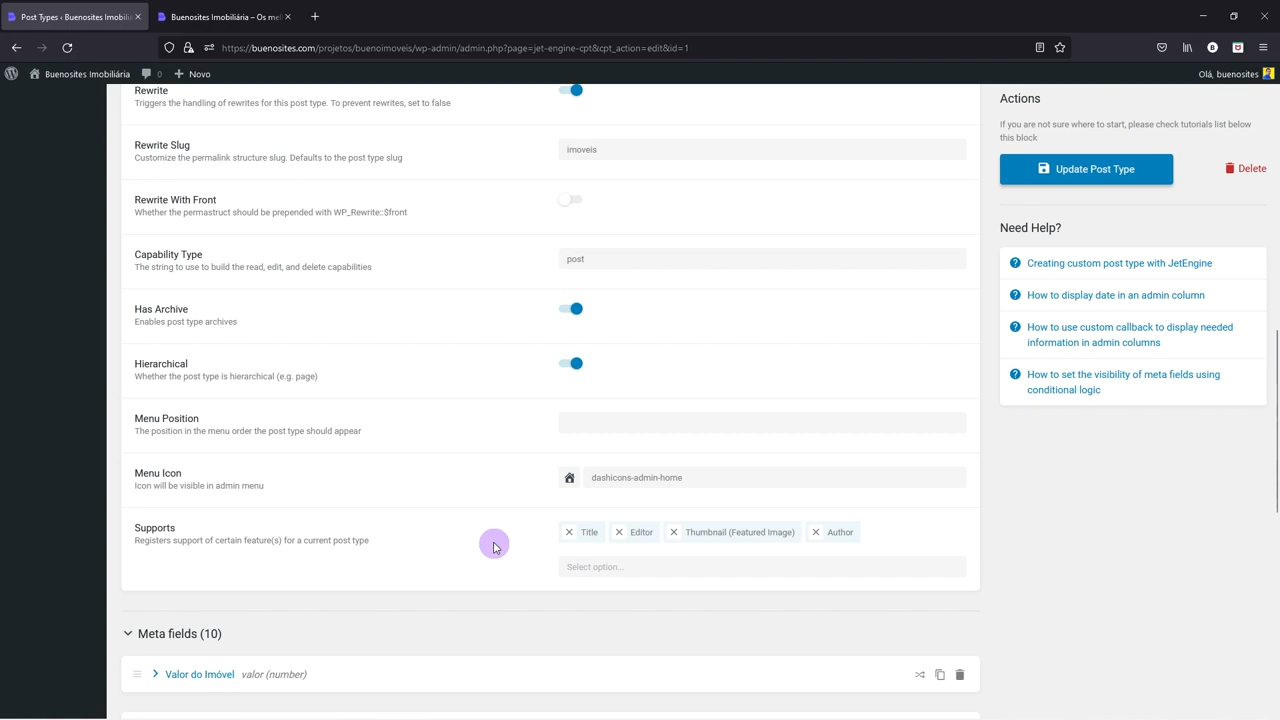 Post Types ‹ Buenosites Imobiliá
Buenosites Imobiliária – Os mel
https://buenosites.com/projetos/buenoimoveis/wp-admin/admin.php?page=jet-engine-cpt&cpt_action=edit&id=1
B
Buenosites Imobiliária
0
Novo
Olá, buenosites
Rewrite
Triggers the handling of rewrites for this post type. To prevent rewrites, set to false
Rewrite Slug
Customize the permalink structure slug. Defaults to the post type slug
imoveis
Rewrite With Front
Whether the permastruct should be prepended with WP_Rewrite::$front
Capability Type
The string to use to build the read, edit, and delete capabilities
post
Has Archive
Enables post type archives
Hierarchical
Whether the post type is hierarchical (e.g. page)
Menu Position
The position in the menu order the post type should appear
Menu Icon
Icon will be visible in admin menu
dashicons-admin-home
Supports
Registers support of certain feature(s) for a current post type
Title
Editor
Thumbnail (Featured Image)
Author
Select option...
Meta fields (10)
Valor do Imóvel valor (number)
Actions
If you are not sure where to start, please check tutorials list below
this block
Update Post Type
Delete
Need Help?
Creating custom post type with JetEngine
How to display date in an admin column
How to use custom callback to display needed
information in admin columns
How to set the visibility of meta fields using
conditional logic